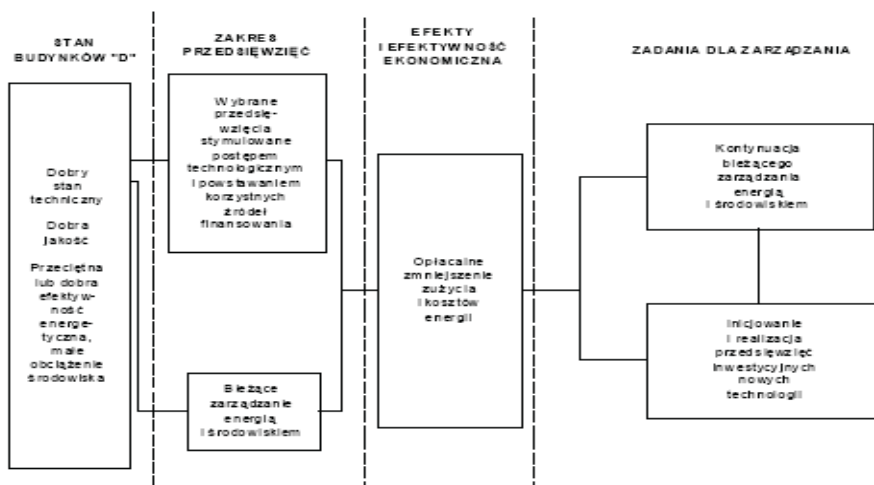 STAN
BUDYNKÓW "D"
ZAKRES
PRZEDSIĘWZIĘĆ
EFEKTY
I EFEKTYWNOŚĆ
EKONOMICZNA
ZADANIA DLA ZARZĄDZANIA
Dobry
stan
techniczny
Dobra
jakość
Przeciętna
lub dobra
efektyw-
ność
energe-
tyczna,
małe
obciążenie
środowiska
Wybrane
przedsię-
wzięcia
stymulowane
postępem
technologicznym
i powstawaniem
korzystnych
źródeł
finansowania
Bieżące
zarządzanie
energią
i środowiskiem
Opłacalne
zmniejszenie
zużycia
i kosztów
energii
Kontynuacja
bieżącego
zarządzania
energią
i środowiskiem
Inicjowanie
i realizacja
przedsięwzięć
inwestycyjnych
nowych
technologii